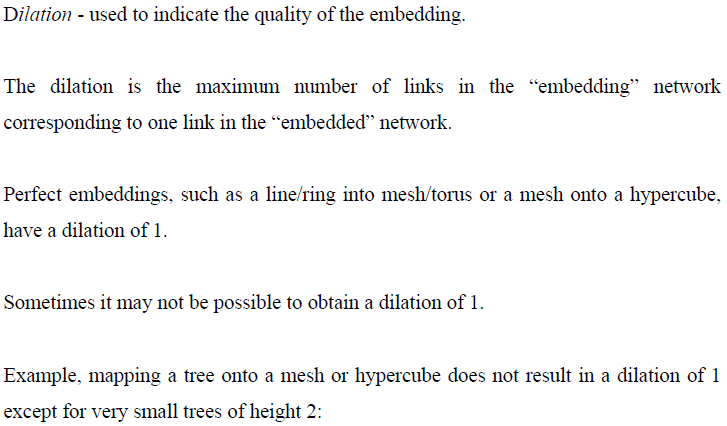 Dilation - used to indicate the quality of the embedding.
The dilation is the maximum number of links in the “embedding” network
corresponding to one link in the “embedded” network.
Perfect embeddings, such as a line/ring into mesh/torus or a mesh onto a hypercube,
have a dilation of 1.
Sometimes it may not be possible to obtain a dilation of 1.
Example, mapping a tree onto a mesh or hypercube does not result in a dilation of 1
except for very small trees of height 2: